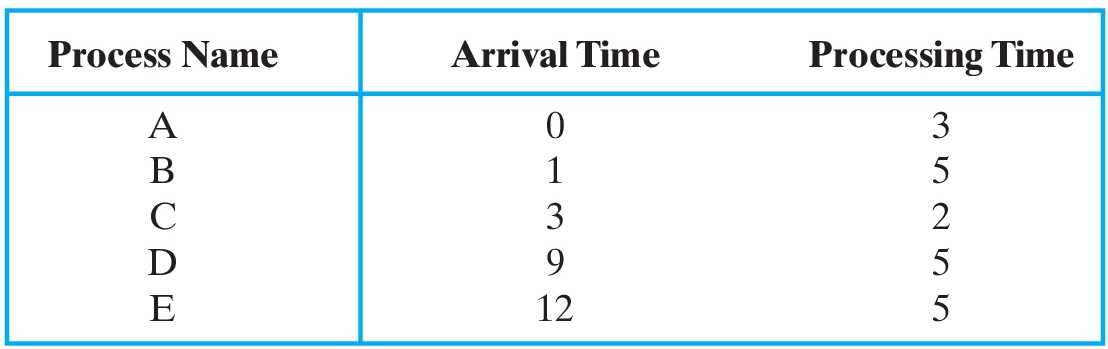 Process Name Arrival Time Processing Time
A 0 3
B 1 5
C 3 2
D 9 5
E 12 5